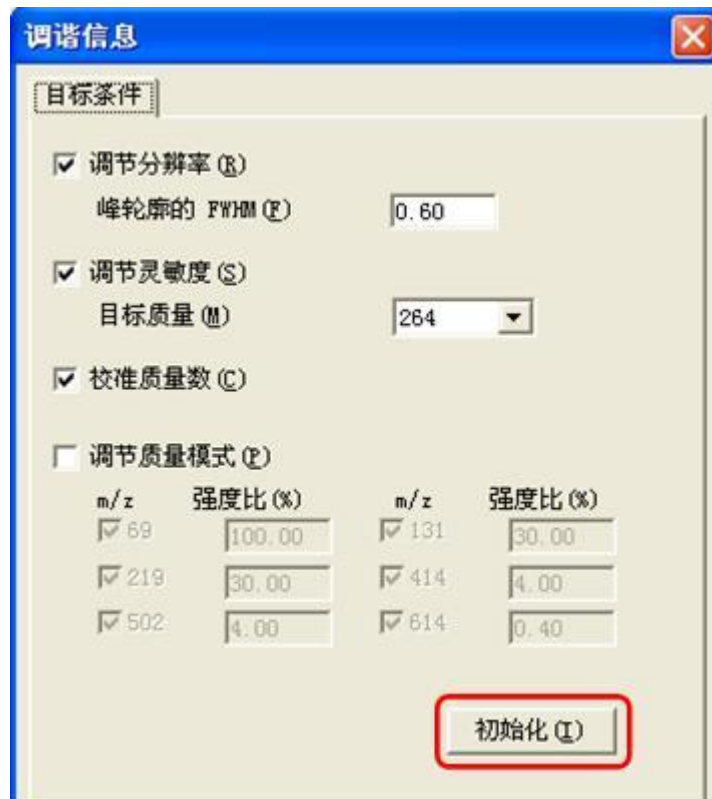 调谐信息
目标条件
调节分辨率(R)
峰轮廓的 FWHM(F) 0.60
调节灵敏度(S)
目标质量(M) 264
校准质量数(C)
调节质量模式(P)
m/z 强度比(%) m/z 强度比(%)
69 100.00 131 30.00
219 30.00 414 4.00
502 4.00 614 0.40
初始化(I)